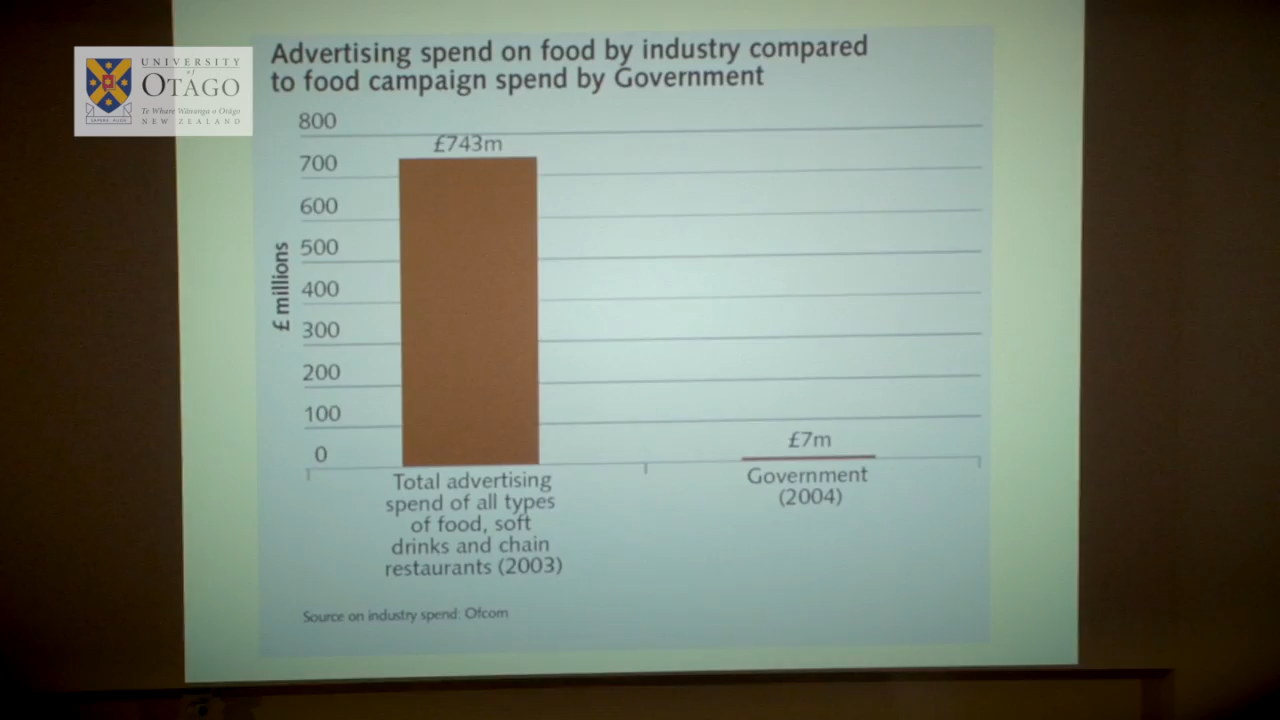 UNIVERSITY
of
OTAGO
Te Whare Wānanga o Otāgo
NEW ZEALAND
SAPERE AUDE
Advertising spend on food by industry compared
to food campaign spend by Government
800
£743m
700
600
500
400
300
200
100
0
£ millions
£7m
Total advertising
spend of all types
of food, soft
drinks and chain
restaurants (2003)
Government
(2004)
Source on industry spend: Ofcom